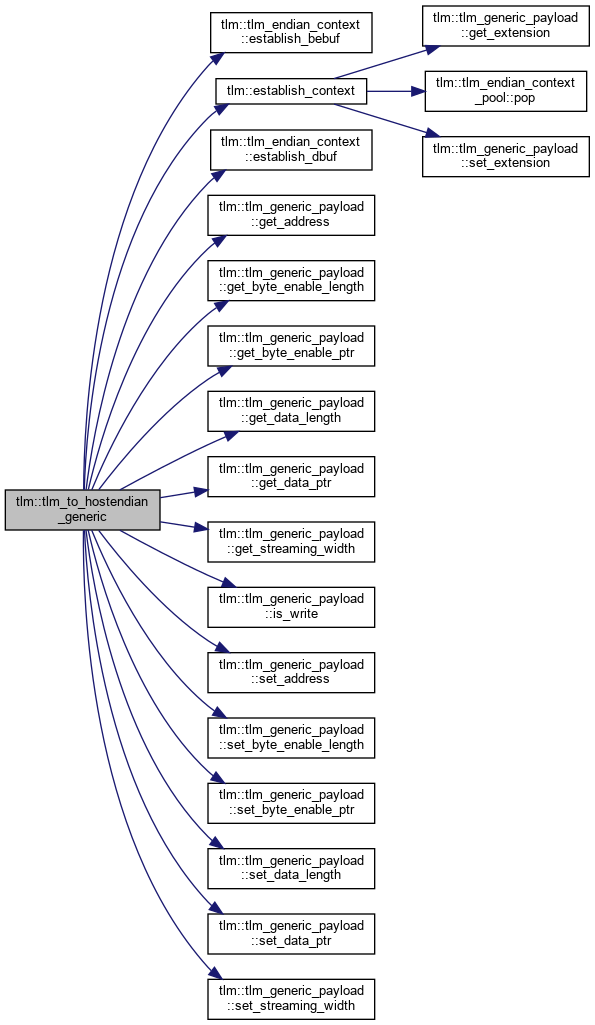 tlm::tlm_to_hostendian
_generic
tlm::tlm_endian_context
::establish_bebuf
tlm::establish_context
tlm::tlm_generic_payload
::get_extension
tlm::tlm_endian_context
_pool::pop
tlm::tlm_generic_payload
::set_extension
tlm::tlm_endian_context
::establish_dbuf
tlm::tlm_generic_payload
::get_address
tlm::tlm_generic_payload
::get_byte_enable_length
tlm::tlm_generic_payload
::get_byte_enable_ptr
tlm::tlm_generic_payload
::get_data_length
tlm::tlm_generic_payload
::get_data_ptr
tlm::tlm_generic_payload
::get_streaming_width
tlm::tlm_generic_payload
::is_write
tlm::tlm_generic_payload
::set_address
tlm::tlm_generic_payload
::set_byte_enable_length
tlm::tlm_generic_payload
::set_byte_enable_ptr
tlm::tlm_generic_payload
::set_data_length
tlm::tlm_generic_payload
::set_data_ptr
tlm::tlm_generic_payload
::set_streaming_width